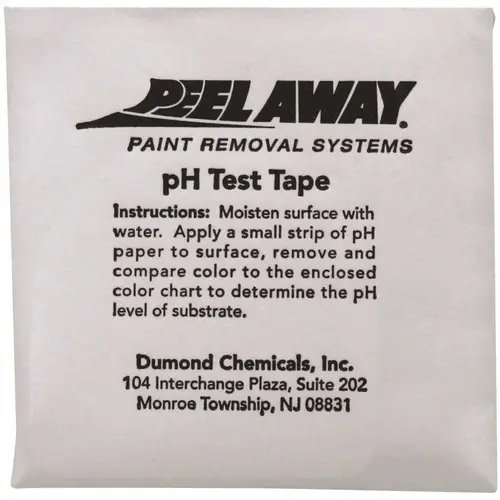 PEEL AWAY®
PAINT REMOVAL SYSTEMS
pH Test Tape
Instructions: Moisten surface with
water. Apply a small strip of pH
paper to surface, remove and
compare color to the enclosed
color chart to determine the pH
level of substrate.
Dumond Chemicals, Inc.
104 Interchange Plaza, Suite 202
Monroe Township, NJ 08831